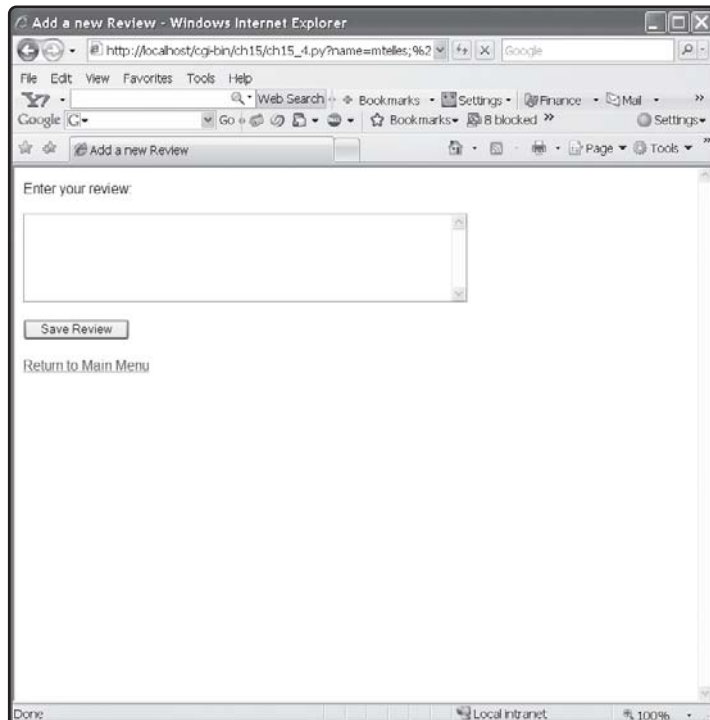 Add a new Review - Windows Internet Explorer
http://localhost/cgi-bin/ch15/ch15_4.py?name=mtelles;%2
Google
File Edit View Favorites Tools Help
Y7 Web Search Bookmarks Settings Finance Mail »
Google G Go Bookmarks 8 blocked » Settings
Add a new Review Page Tools »
Enter your review:
Save Review
Return to Main Menu
Done Local intranet 100%